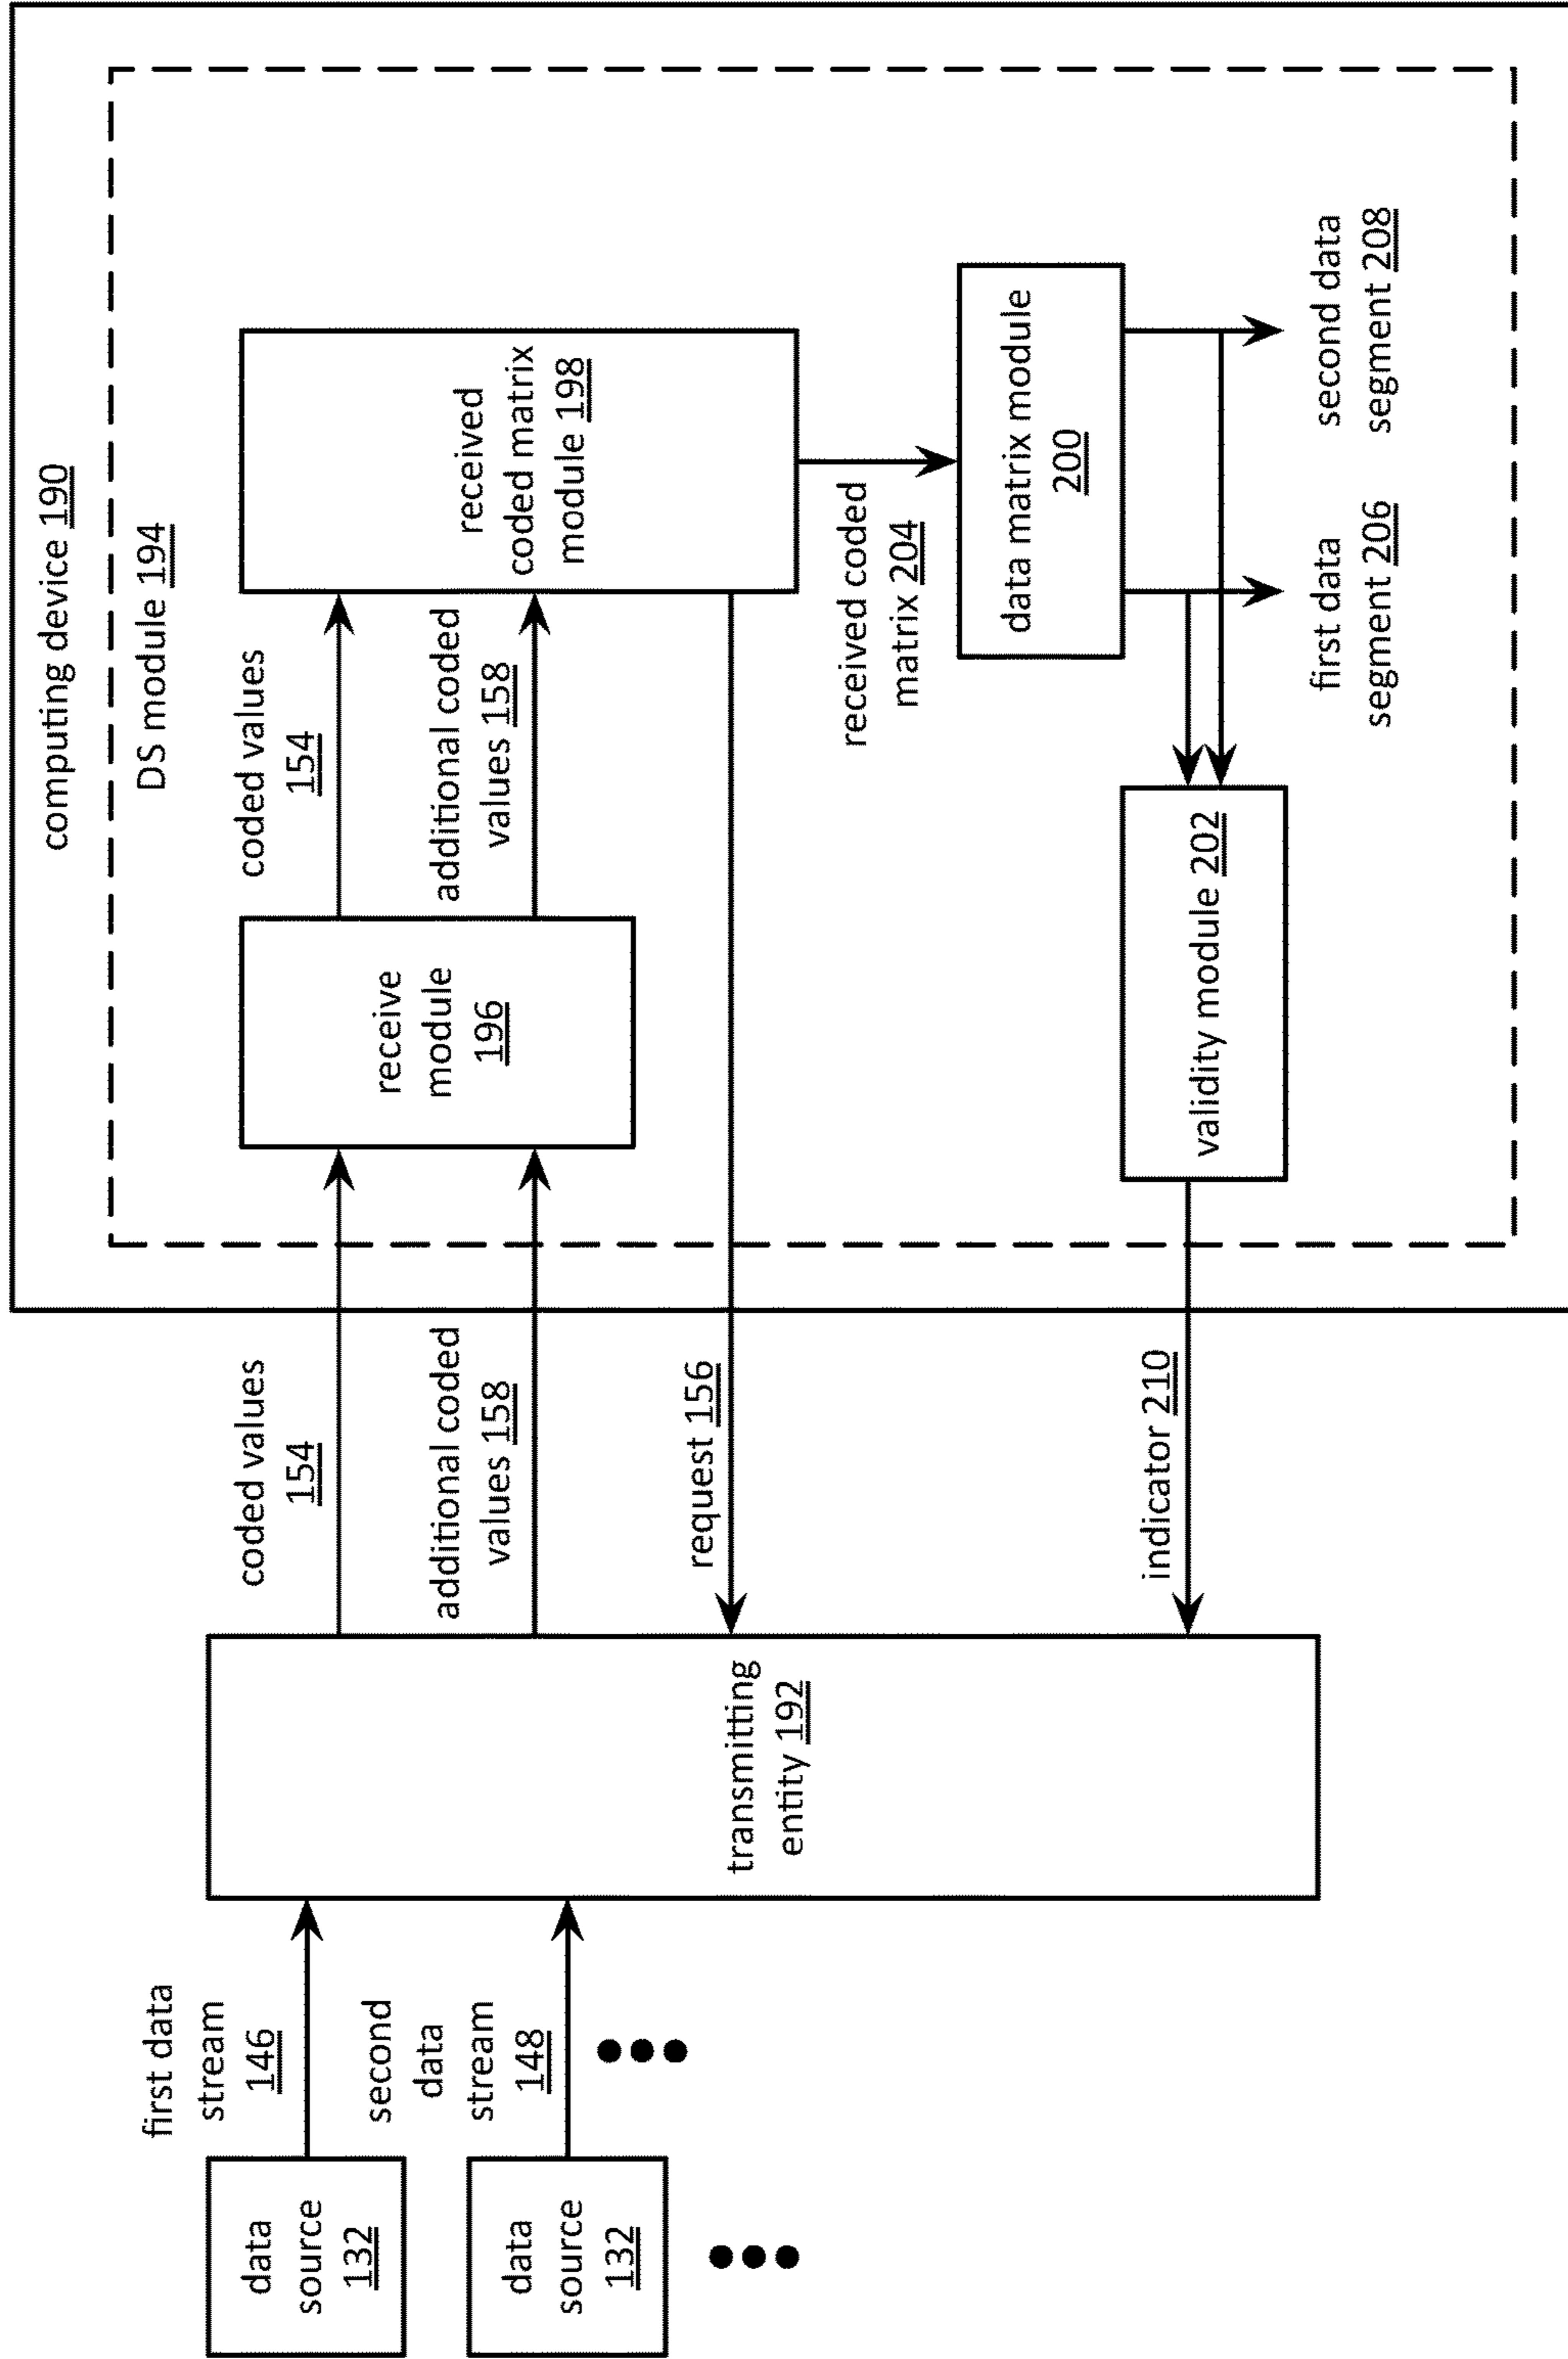 computing device 190
DS module 194
first data
stream
146
data
source
132
second
data
stream
148
data
source
132
transmitting
entity 192
coded values
154
additional coded
values 158
request 156
indicator 210
receive
module
196
coded values
154
additional coded
values 158
received
coded matrix
module 198
received coded
matrix 204
data matrix module
200
validity module 202
first data
segment 206
second data
segment 208